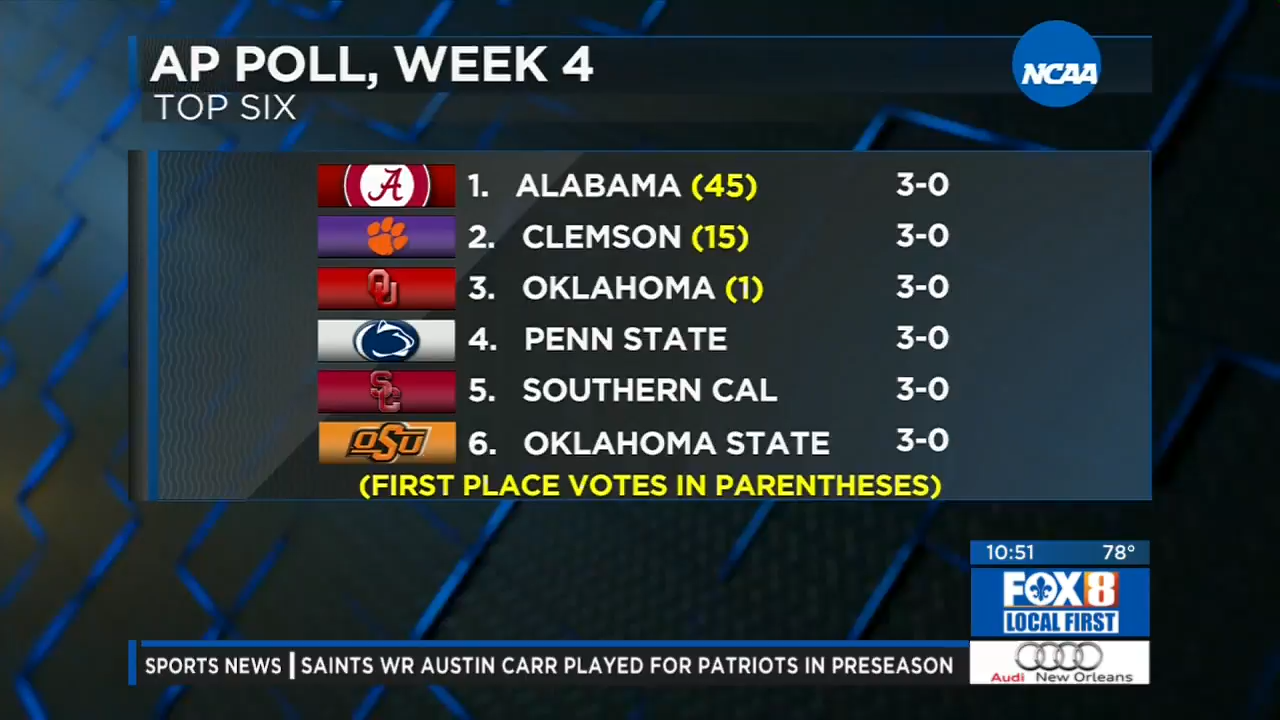 AP POLL, WEEK 4
TOP SIX
NCAA
A 1. ALABAMA (45) 3-0
2. CLEMSON (15) 3-0
OU 3. OKLAHOMA (1) 3-0
4. PENN STATE 3-0
SC 5. SOUTHERN CAL 3-0
OSU 6. OKLAHOMA STATE 3-0
(FIRST PLACE VOTES IN PARENTHESES)
10:51 78°
FOX 8
LOCAL FIRST
SPORTS NEWS | SAINTS WR AUSTIN CARR PLAYED FOR PATRIOTS IN PRESEASON
Audi New Orleans